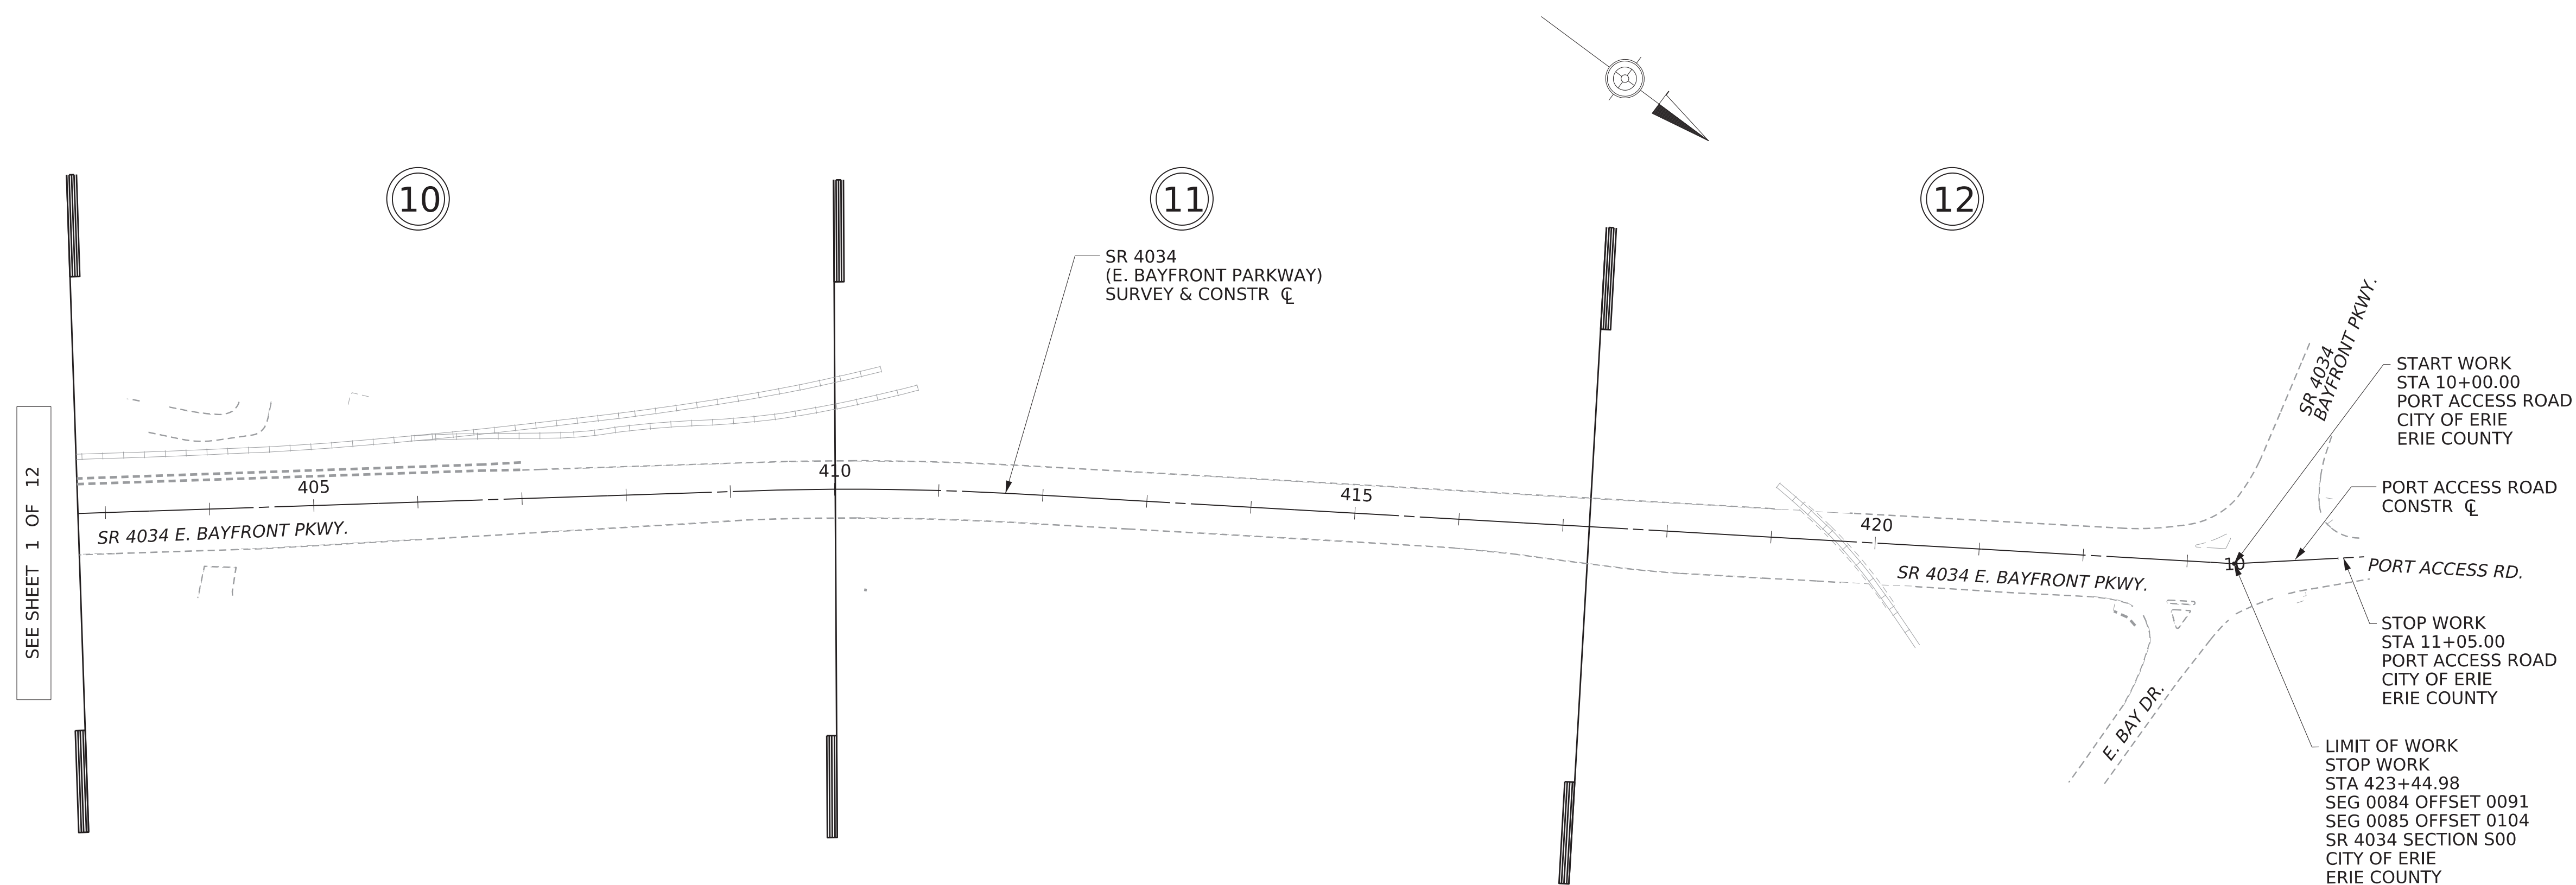 10
11
12
SR 4034
(E. BAYFRONT PARKWAY)
SURVEY & CONSTR ℄
SR 4034
BAYFRONT PKWY.
START WORK
STA 10+00.00
PORT ACCESS ROAD
CITY OF ERIE
ERIE COUNTY
SEE SHEET 1 OF 12
405
410
415
420
10
SR 4034 E. BAYFRONT PKWY.
SR 4034 E. BAYFRONT PKWY.
PORT ACCESS ROAD
CONSTR ℄
PORT ACCESS RD.
STOP WORK
STA 11+05.00
PORT ACCESS ROAD
CITY OF ERIE
ERIE COUNTY
E. BAY DR.
LIMIT OF WORK
STOP WORK
STA 423+44.98
SEG 0084 OFFSET 0091
SEG 0085 OFFSET 0104
SR 4034 SECTION S00
CITY OF ERIE
ERIE COUNTY